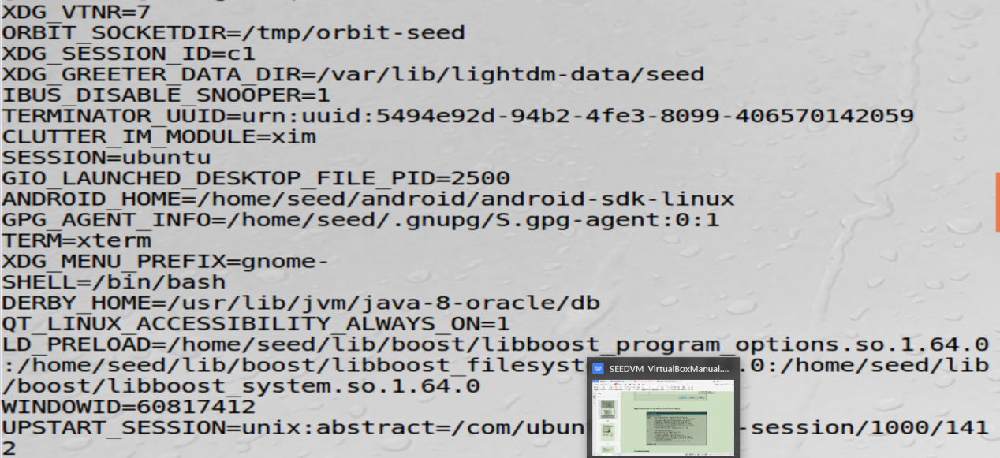 XDG_VTNR=7
ORBIT_SOCKETDIR=/tmp/orbit-seed
XDG_SESSION_ID=c1
XDG_GREETER_DATA_DIR=/var/lib/lightdm-data/seed
IBUS_DISABLE_SNOOPER=1
TERMINATOR_UUID=urn:uuid:5494e92d-94b2-4fe3-8099-406570142059
CLUTTER_IM_MODULE=xim
SESSION=ubuntu
GIO_LAUNCHED_DESKTOP_FILE_PID=2500
ANDROID_HOME=/home/seed/android/android-sdk-linux
GPG_AGENT_INFO=/home/seed/.gnupg/S.gpg-agent:0:1
TERM=xterm
XDG_MENU_PREFIX=gnome-
SHELL=/bin/bash
DERBY_HOME=/usr/lib/jvm/java-8-oracle/db
QT_LINUX_ACCESSIBILITY_ALWAYS_ON=1
LD_PRELOAD=/home/seed/lib/boost/libboost_program_options.so.1.64.0
:/home/seed/lib/boost/libboost_filesyst .0:/home/seed/lib
/boost/libboost_system.so.1.64.0
WINDOWID=60817412
UPSTART_SESSION=unix:abstract=/com/ubun -session/1000/141
2
SEEDVM_VirtualBoxManual....